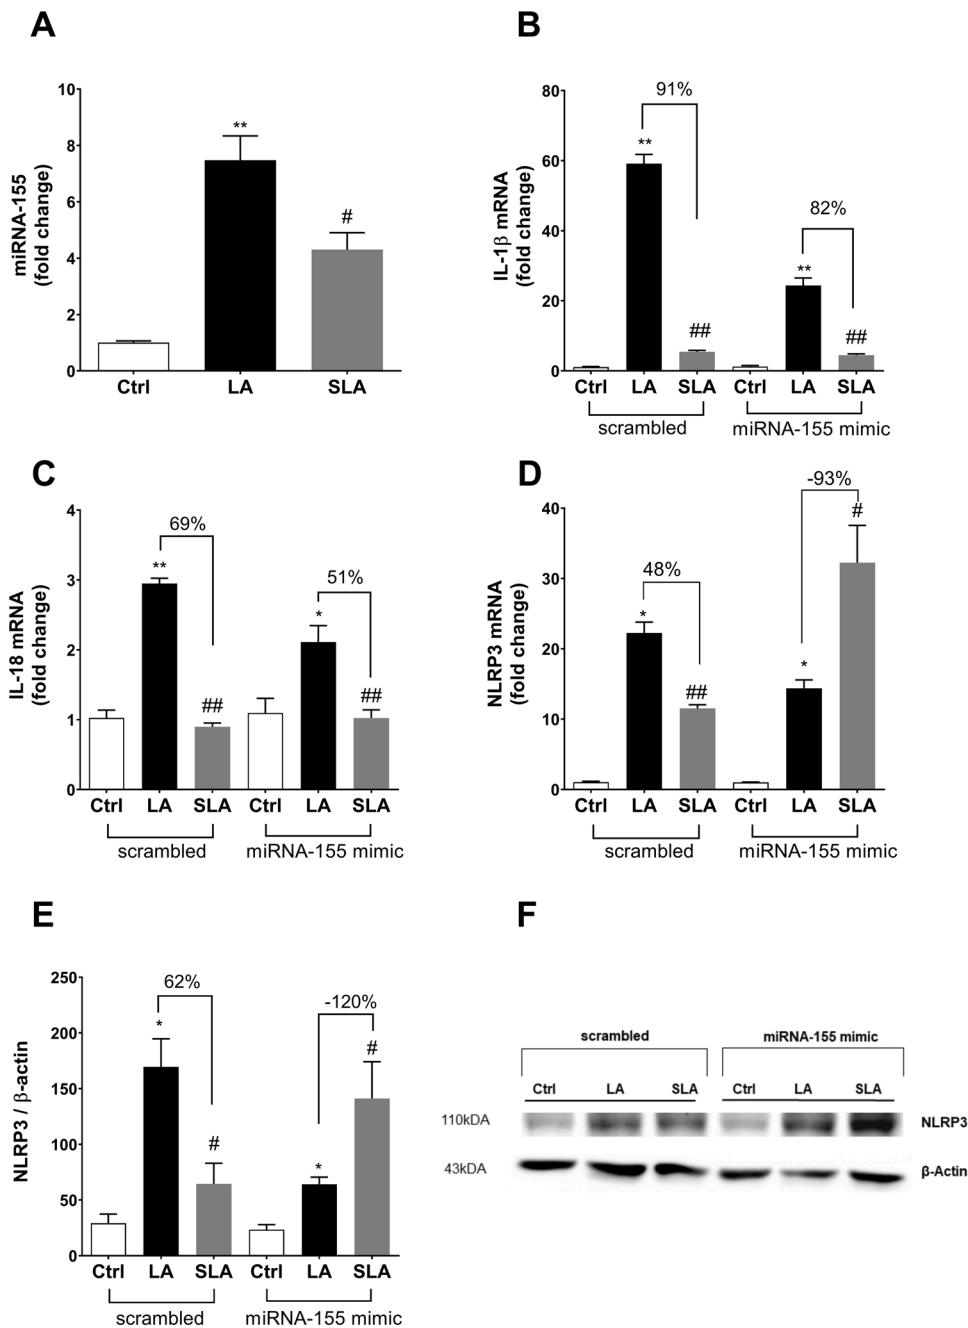 A
miRNA-155
(fold change)
10
8
6
4
2
0
**
#
Ctrl LA SLA
B
IL-1β mRNA
(fold change)
80
60
40
20
0
91%
**
##
82%
**
##
Ctrl LA SLA Ctrl LA SLA
scrambled miRNA-155 mimic
C
IL-18 mRNA
(fold change)
4
3
2
1
0
69%
**
##
51%
*
##
Ctrl LA SLA Ctrl LA SLA
scrambled miRNA-155 mimic
D
NLRP3 mRNA
(fold change)
40
30
20
10
0
48%
*
##
-93%
*
#
Ctrl LA SLA Ctrl LA SLA
scrambled miRNA-155 mimic
E
NLRP3 / β-actin
250
200
150
100
50
0
62%
*
#
-120%
*
#
Ctrl LA SLA Ctrl LA SLA
scrambled miRNA-155 mimic
F
scrambled miRNA-155 mimic
Ctrl LA SLA Ctrl LA SLA
110kDA NLRP3
43kDA β-Actin